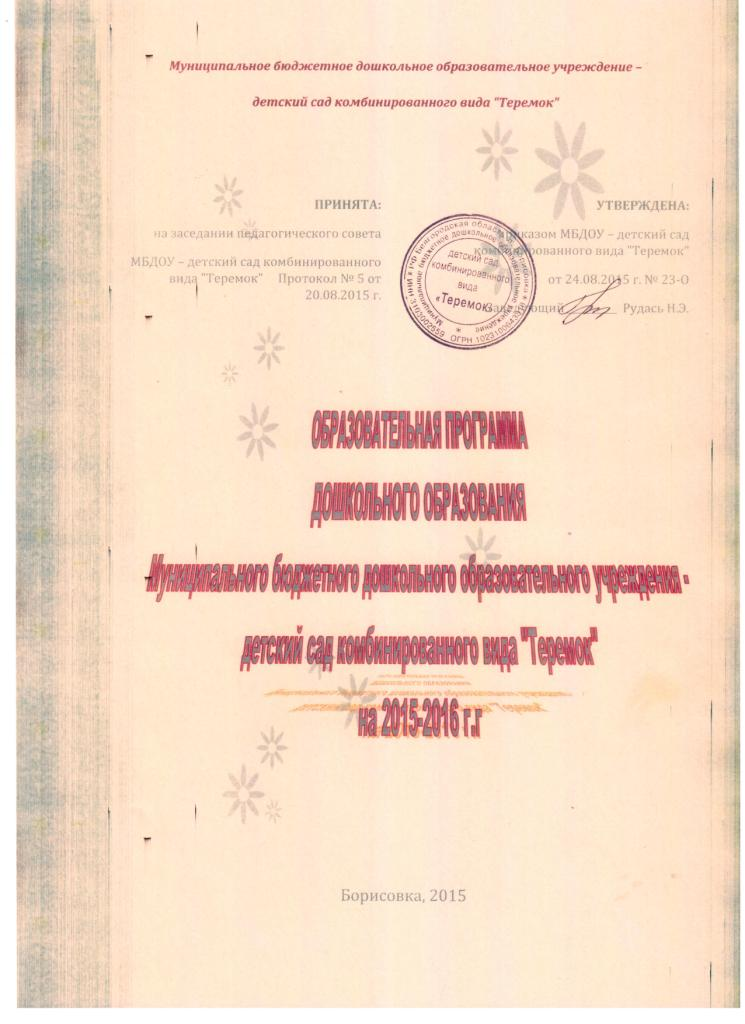 Муниципальное бюджетное дошкольное образовательное учреждение –
детский сад комбинированного вида "Теремок"
ПРИНЯТА:
на заседании педагогического совета
МБДОУ – детский сад комбинированного
вида "Теремок" Протокол № 5 от
20.08.2015 г.
УТВЕРЖДЕНА:
приказом МБДОУ – детский сад
комбинированного вида "Теремок"
от 24.08.2015 г. № 23-О
Заведующий Рудась Н.Э.
детский сад
комбинированного
вида
«Теремок»
ОБРАЗОВАТЕЛЬНАЯ ПРОГРАММА
ДОШКОЛЬНОГО ОБРАЗОВАНИЯ
Муниципального бюджетного дошкольного образовательного учреждения -
детский сад комбинированного вида "Теремок"
на 2015-2016 г.г
Борисовка, 2015